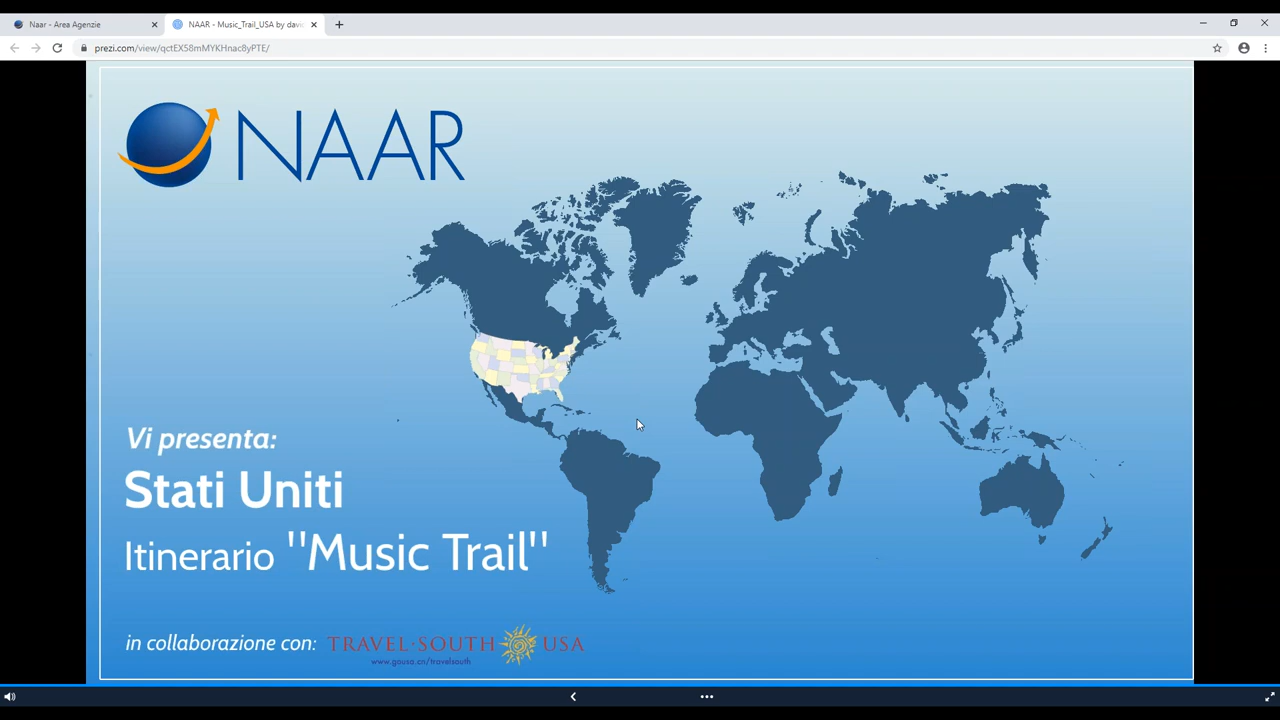 Naar - Area Agenzie
NAAR - Music_Trail_USA by davi
prezi.com/view/qctEX58mMYKHnac8yPTE/
NAAR
Vi presenta:
Stati Uniti
Itinerario "Music Trail"
in collaborazione con: TRAVEL·SOUTH USA
www.gousa.cn/travelsouth